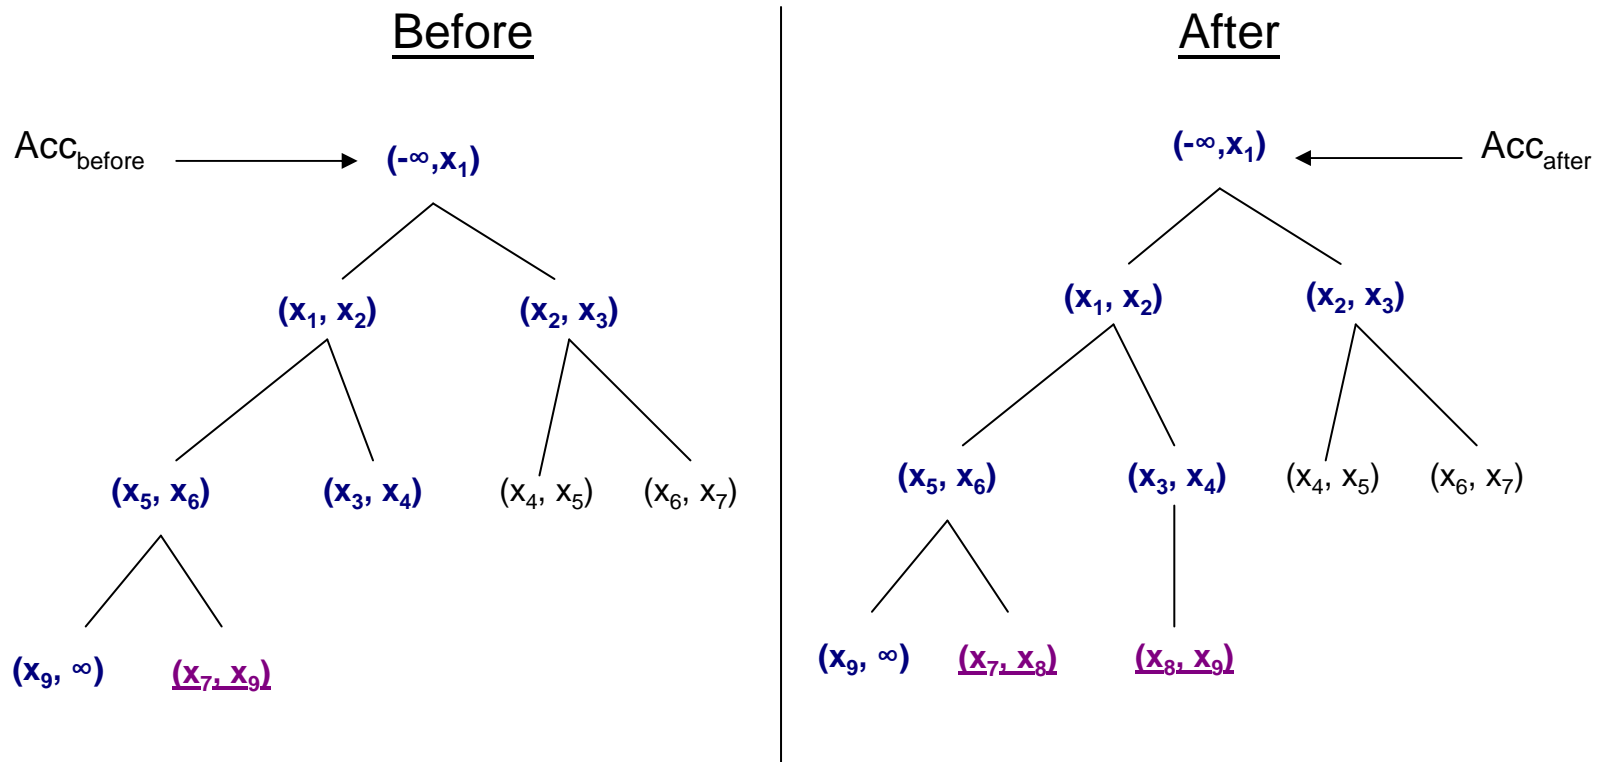 Before
Acc_before
(-∞,x₁)
(x₁, x₂) (x₂, x₃)
(x₅, x₆) (x₃, x₄) (x₄, x₅) (x₆, x₇)
(x₉, ∞) (x₇, x₉)
After
(-∞,x₁) Acc_after
(x₁, x₂) (x₂, x₃)
(x₅, x₆) (x₃, x₄) (x₄, x₅) (x₆, x₇)
(x₉, ∞) (x₇, x₈) (x₈, x₉)